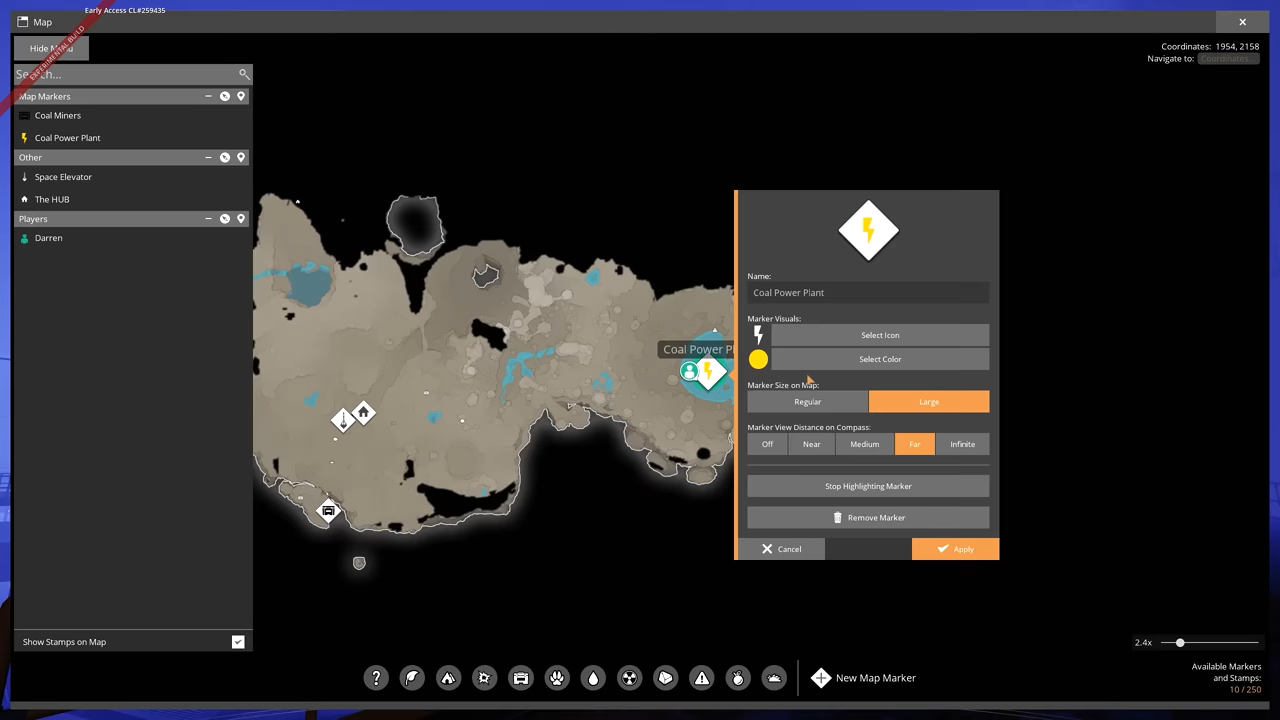 Early Access CL#259435
EXPERIMENTAL BUILD
Map
Hide Menu
Coordinates: 1954, 2158
Navigate to: Coordinates...
Search...
Map Markers
Coal Miners
Coal Power Plant
Other
Space Elevator
The HUB
Players
Darren
Coal Power Pl
Name:
Coal Power Plant
Marker Visuals:
Select Icon
Select Color
Marker Size on Map:
Regular Large
Marker View Distance on Compass:
Off Near Medium Far Infinite
Stop Highlighting Marker
Remove Marker
Cancel Apply
Show Stamps on Map
2.4x
New Map Marker
Available Markers
and Stamps:
10 / 250